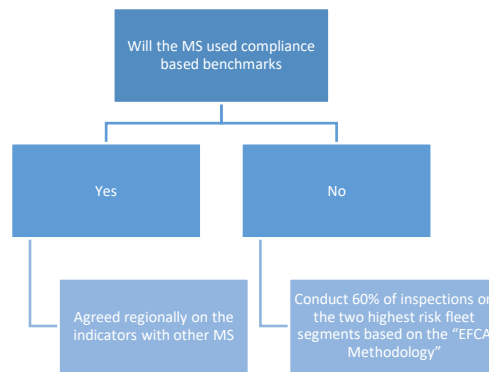 Will the MS used compliance
based benchmarks
Yes
No
Agreed regionally on the
indicators with other MS
Conduct 60% of inspections on
the two highest risk fleet
segments based on the “EFCA
Methodology”